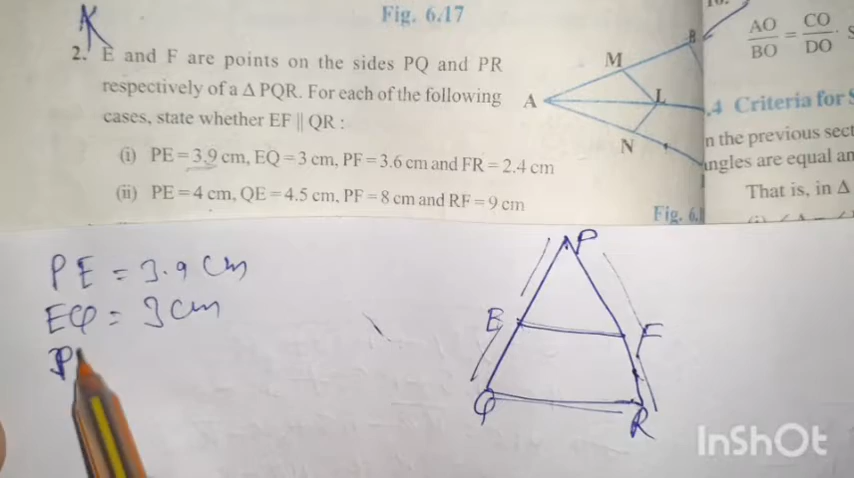 Fig. 6.17
2. E and F are points on the sides PQ and PR
respectively of a Δ PQR. For each of the following
cases, state whether EF || QR :
(i) PE = 3.9 cm, EQ = 3 cm, PF = 3.6 cm and FR = 2.4 cm
(ii) PE = 4 cm, QE = 4.5 cm, PF = 8 cm and RF = 9 cm
M
B
A
L
N
Fig. 6.
AO/BO = CO/DO.
.4 Criteria for S
n the previous sect
ngles are equal an
That is, in Δ
PE = 3.9 cm
EQ = 3 cm
P
P
E
F
Q
R
InShOt